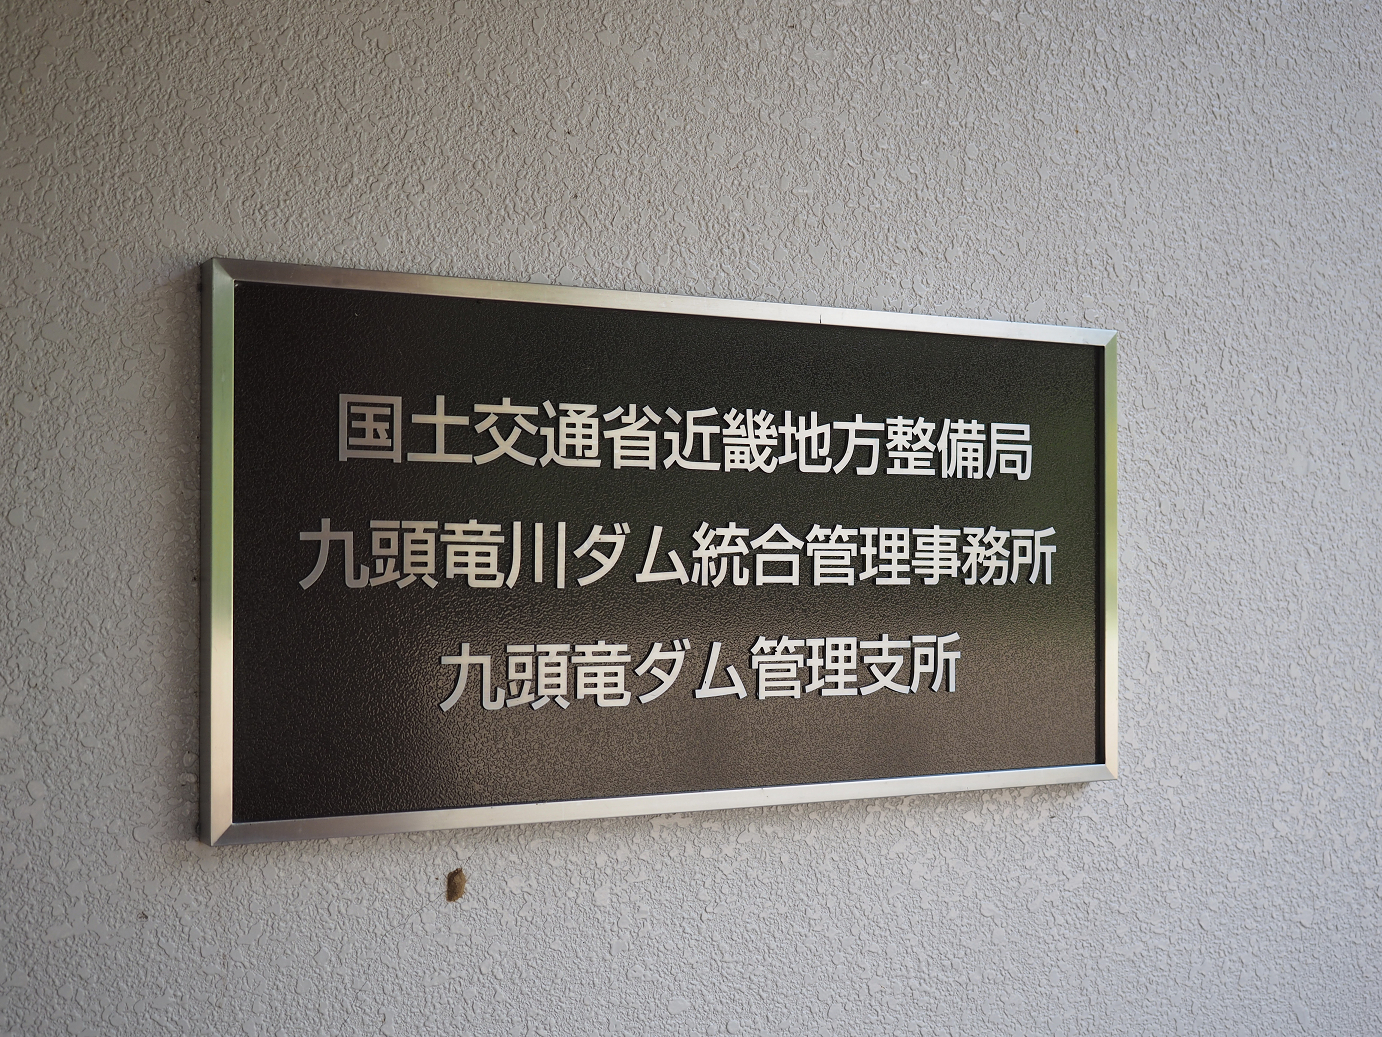 国土交通省近畿地方整備局
九頭竜川ダム統合管理事務所
九頭竜ダム管理支所